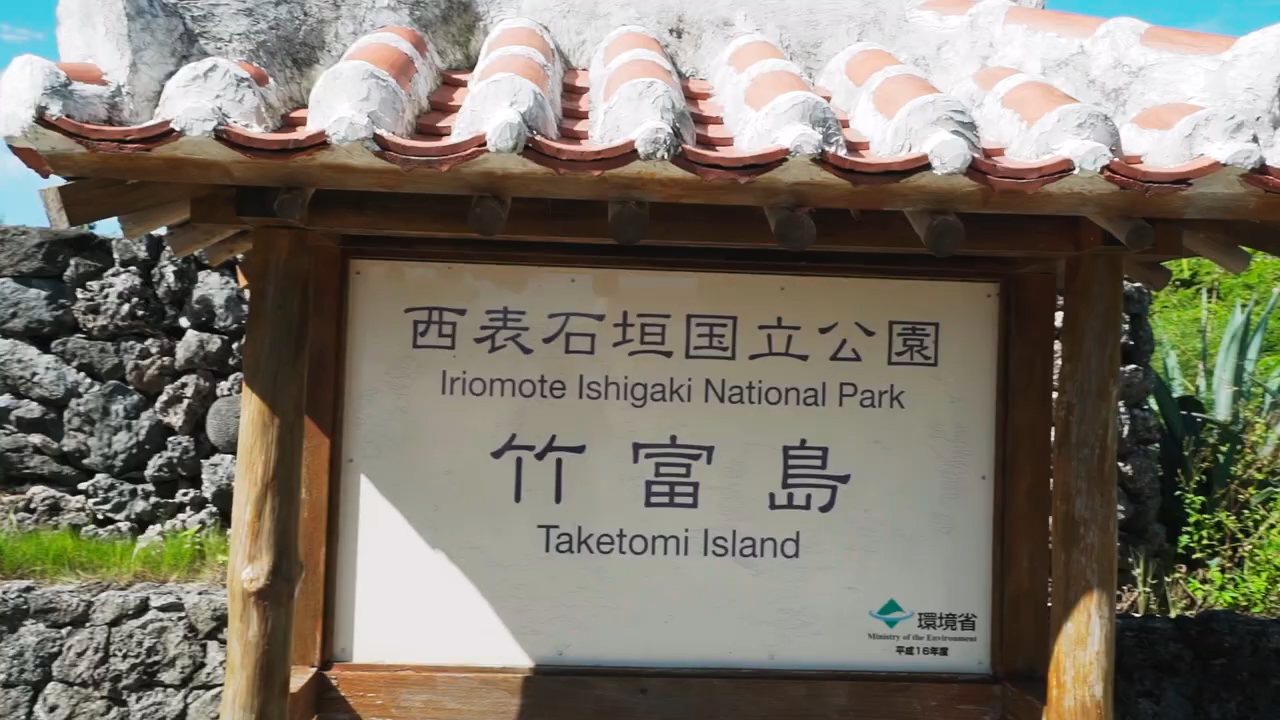 西表石垣国立公園
Iriomote Ishigaki National Park
竹富島
Taketomi Island
環境省
Ministry of the Environment
平成16年度